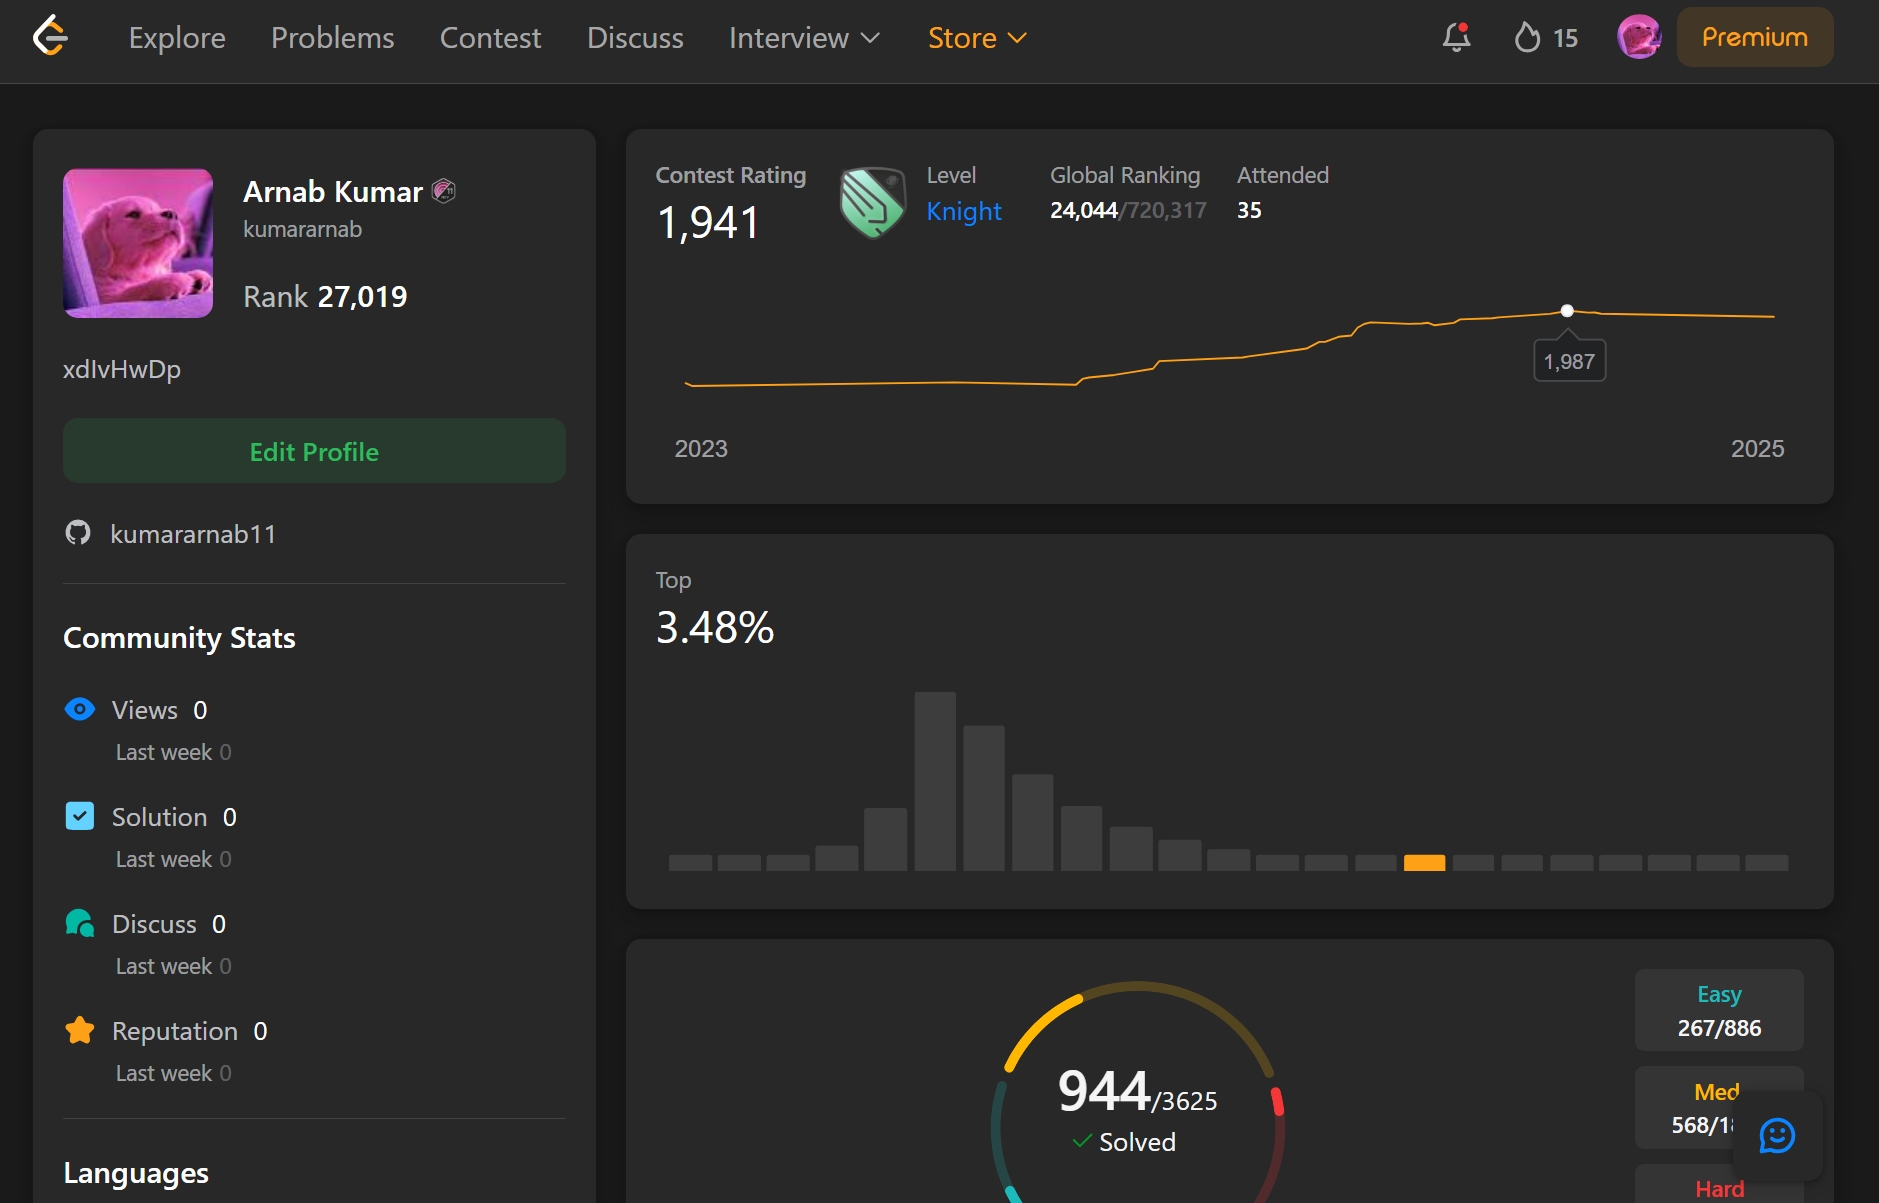 Explore Problems Contest Discuss Interview Store 15 Premium
Arnab Kumar
kumararnab
Rank 27,019
xdIvHwDp
Edit Profile
kumararnab11
Community Stats
Views 0
Last week 0
Solution 0
Last week 0
Discuss 0
Last week 0
Reputation 0
Last week 0
Languages
Contest Rating
1,941
Level
Knight
Global Ranking
24,044/720,317
Attended
35
1,987
2023 2025
Top
3.48%
944/3625
Solved
Easy
267/886
Med
568/18
Hard